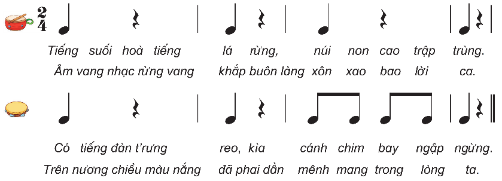 2
4
Tiếng suối hoà tiếng lá rừng, núi non cao trập trùng.
Âm vang nhạc rừng vang khắp buôn làng xôn xao bao lời ca.
Có tiếng đàn t'rưng reo, kìa cánh chim bay ngập ngừng.
Trên nương chiều màu nắng đã phai dần mênh mang trong lòng ta.